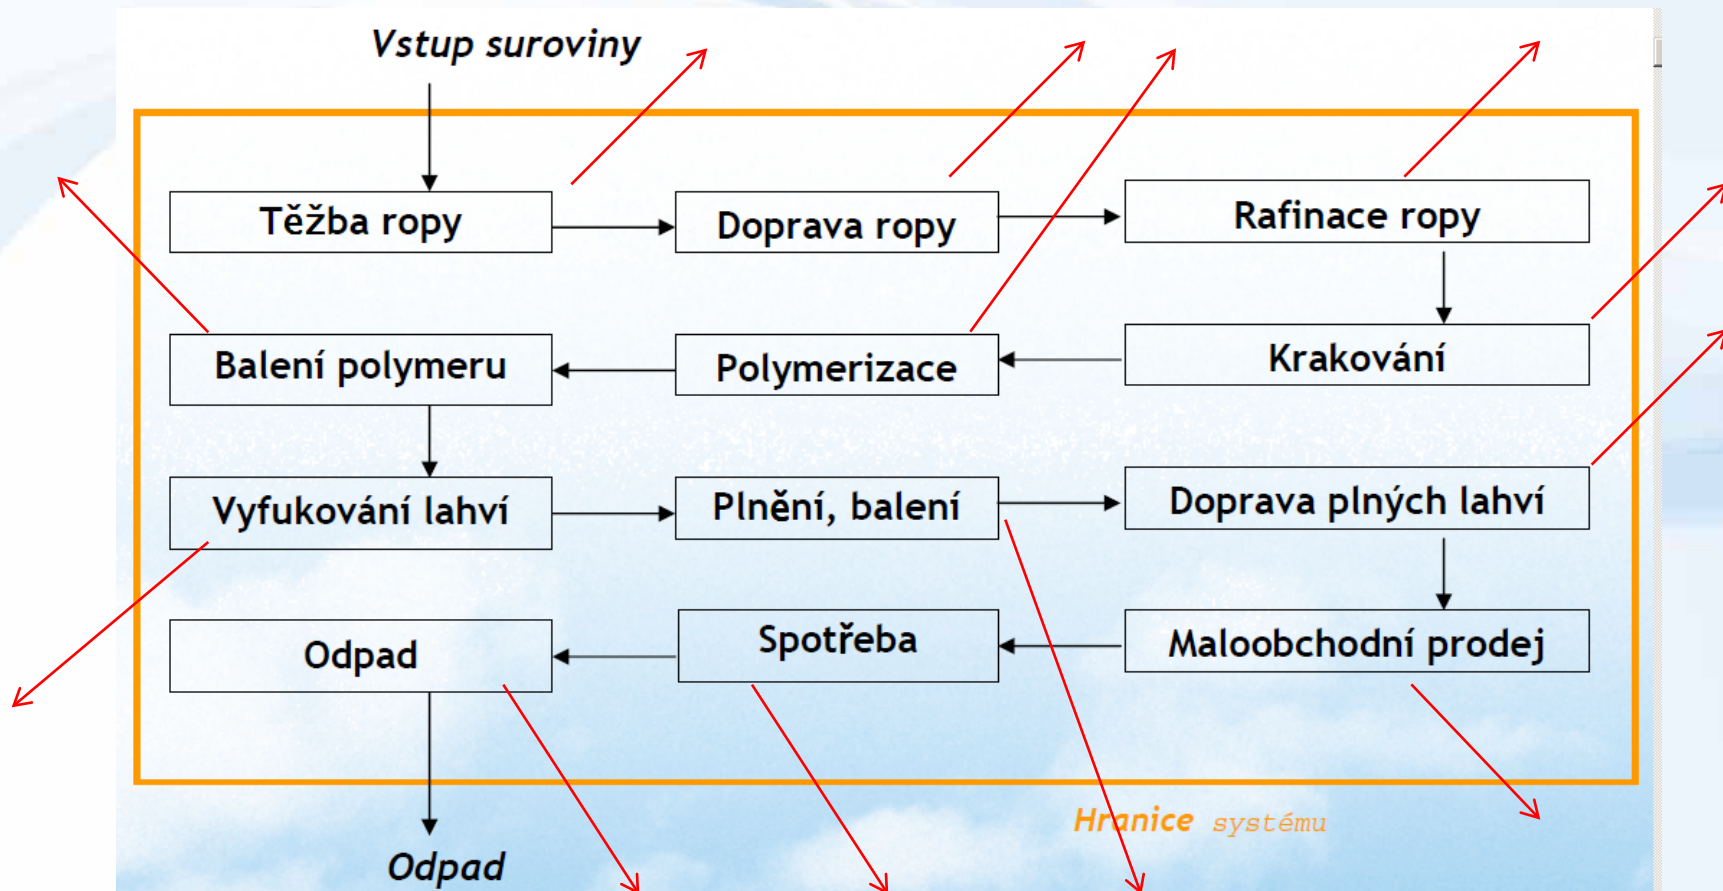 Vstup suroviny
Těžba ropy
Doprava ropy
Rafinace ropy
Balení polymeru
Polymerizace
Krakování
Vyfukování lahví
Plnění, balení
Doprava plných lahví
Odpad
Spotřeba
Maloobchodní prodej
Hranice systému
Odpad